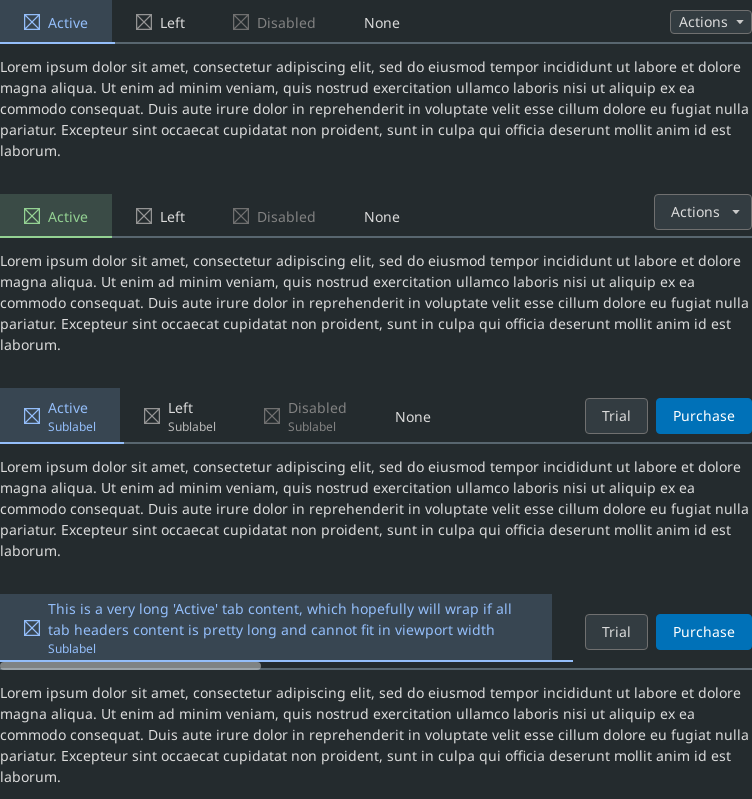 Active Left Disabled None Actions
Lorem ipsum dolor sit amet, consectetur adipiscing elit, sed do eiusmod tempor incididunt ut labore et dolore
magna aliqua. Ut enim ad minim veniam, quis nostrud exercitation ullamco laboris nisi ut aliquip ex ea
commodo consequat. Duis aute irure dolor in reprehenderit in voluptate velit esse cillum dolore eu fugiat nulla
pariatur. Excepteur sint occaecat cupidatat non proident, sunt in culpa qui officia deserunt mollit anim id est
laborum.
Active Left Disabled None Actions
Lorem ipsum dolor sit amet, consectetur adipiscing elit, sed do eiusmod tempor incididunt ut labore et dolore
magna aliqua. Ut enim ad minim veniam, quis nostrud exercitation ullamco laboris nisi ut aliquip ex ea
commodo consequat. Duis aute irure dolor in reprehenderit in voluptate velit esse cillum dolore eu fugiat nulla
pariatur. Excepteur sint occaecat cupidatat non proident, sunt in culpa qui officia deserunt mollit anim id est
laborum.
Active Left Disabled None Trial Purchase
Sublabel Sublabel Sublabel
Lorem ipsum dolor sit amet, consectetur adipiscing elit, sed do eiusmod tempor incididunt ut labore et dolore
magna aliqua. Ut enim ad minim veniam, quis nostrud exercitation ullamco laboris nisi ut aliquip ex ea
commodo consequat. Duis aute irure dolor in reprehenderit in voluptate velit esse cillum dolore eu fugiat nulla
pariatur. Excepteur sint occaecat cupidatat non proident, sunt in culpa qui officia deserunt mollit anim id est
laborum.
This is a very long 'Active' tab content, which hopefully will wrap if all
tab headers content is pretty long and cannot fit in viewport width
Sublabel
Trial Purchase
Lorem ipsum dolor sit amet, consectetur adipiscing elit, sed do eiusmod tempor incididunt ut labore et dolore
magna aliqua. Ut enim ad minim veniam, quis nostrud exercitation ullamco laboris nisi ut aliquip ex ea
commodo consequat. Duis aute irure dolor in reprehenderit in voluptate velit esse cillum dolore eu fugiat nulla
pariatur. Excepteur sint occaecat cupidatat non proident, sunt in culpa qui officia deserunt mollit anim id est
laborum.